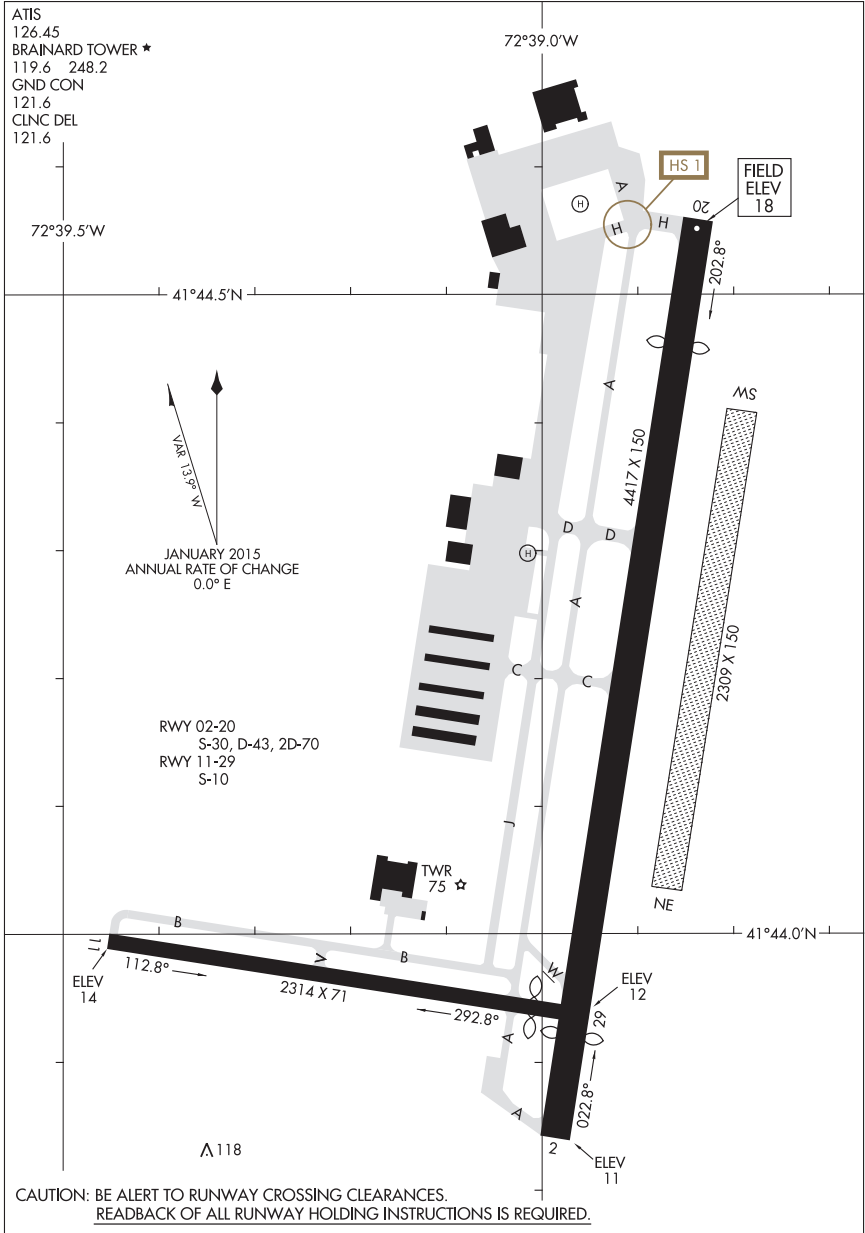 ATIS
126.45
BRAINARD TOWER ★
119.6 248.2
GND CON
121.6
CLNC DEL
121.6
72°39.0'W
HS 1
FIELD
ELEV
18
A
H
H
20
72°39.5'W
202.8°
41°44.5'N
A
SW
VAR 13.9° W
4417 X 150
D
D
H
H
JANUARY 2015
ANNUAL RATE OF CHANGE
0.0° E
A
2309 X 150
C
C
RWY 02-20
S-30, D-43, 2D-70
RWY 11-29
S-10
J
TWR
75
NE
B
41°44.0'N
11
V
B
W
112.8°
ELEV
14
2314 X 71
292.8°
ELEV
12
29
A
022.8°
A
2
118
ELEV
11
CAUTION: BE ALERT TO RUNWAY CROSSING CLEARANCES.
READBACK OF ALL RUNWAY HOLDING INSTRUCTIONS IS REQUIRED.